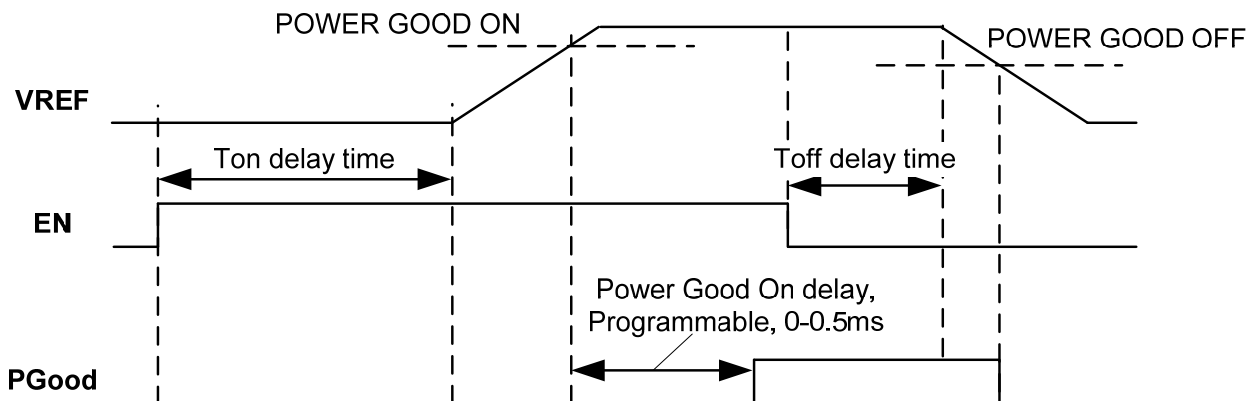 POWER GOOD ON
POWER GOOD OFF
VREF
Ton delay time
Toff delay time
EN
Power Good On delay,
Programmable, 0-0.5ms
PGood